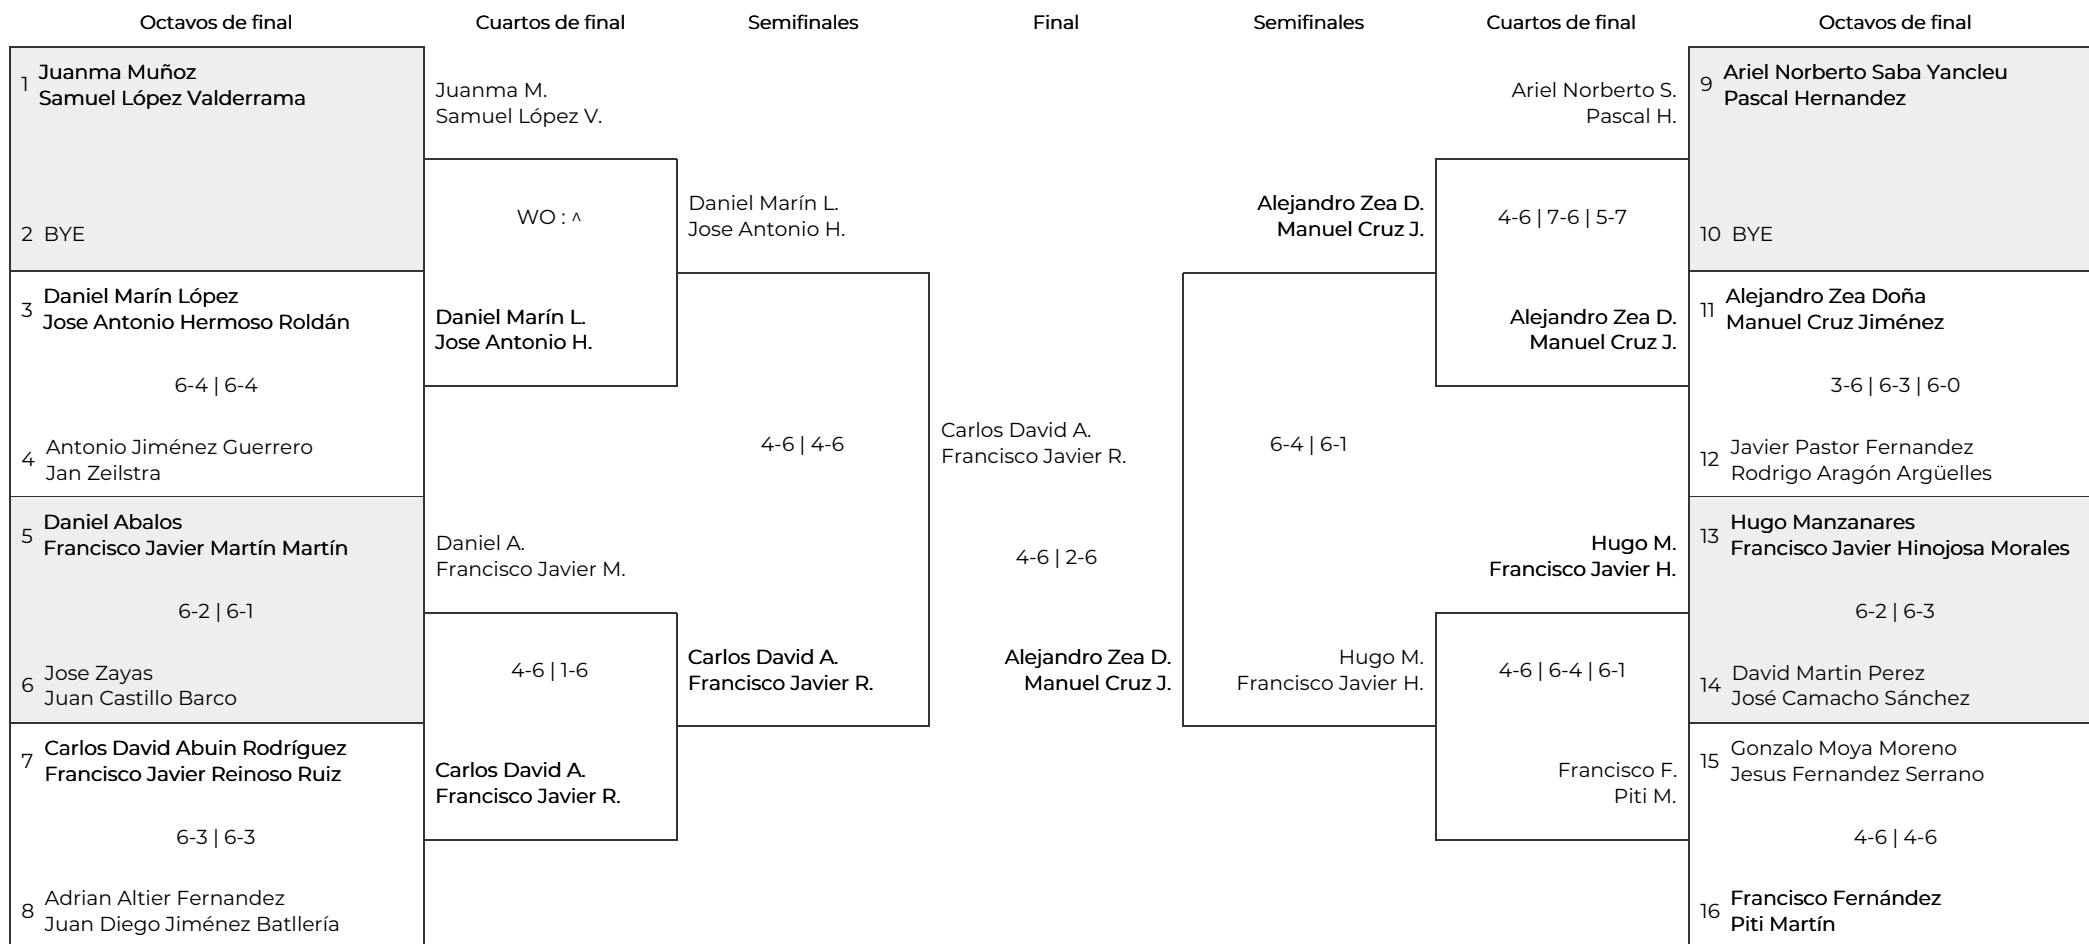 Octavos de final
Cuartos de final
Semifinales
Final
Semifinales
Cuartos de final
Octavos de final
1
Juanma Muñoz
Samuel López Valderrama
2 BYE
3
Daniel Marín López
Jose Antonio Hermoso Roldán
6-4 | 6-4
4
Antonio Jiménez Guerrero
Jan Zeilstra
5
Daniel Abalos
Francisco Javier Martín Martín
6-2 | 6-1
6
Jose Zayas
Juan Castillo Barco
7
Carlos David Abuin Rodríguez
Francisco Javier Reinoso Ruiz
6-3 | 6-3
8
Adrian Altier Fernandez
Juan Diego Jiménez Batllería
Juanma M.
Samuel López V.
WO : ^
Daniel Marín L.
Jose Antonio H.
Daniel A.
Francisco Javier M.
4-6 | 1-6
Carlos David A.
Francisco Javier R.
Daniel Marín L.
Jose Antonio H.
4-6 | 4-6
Carlos David A.
Francisco Javier R.
Carlos David A.
Francisco Javier R.
4-6 | 2-6
Alejandro Zea D.
Manuel Cruz J.
Alejandro Zea D.
Manuel Cruz J.
6-4 | 6-1
Hugo M.
Francisco Javier H.
Ariel Norberto S.
Pascal H.
4-6 | 7-6 | 5-7
Alejandro Zea D.
Manuel Cruz J.
Hugo M.
Francisco Javier H.
4-6 | 6-4 | 6-1
Francisco F.
Piti M.
9
Ariel Norberto Saba Yancleu
Pascal Hernandez
10 BYE
11
Alejandro Zea Doña
Manuel Cruz Jiménez
3-6 | 6-3 | 6-0
12
Javier Pastor Fernandez
Rodrigo Aragón Argüelles
13
Hugo Manzanares
Francisco Javier Hinojosa Morales
6-2 | 6-3
14
David Martin Perez
José Camacho Sánchez
15
Gonzalo Moya Moreno
Jesus Fernandez Serrano
4-6 | 4-6
16
Francisco Fernández
Piti Martín